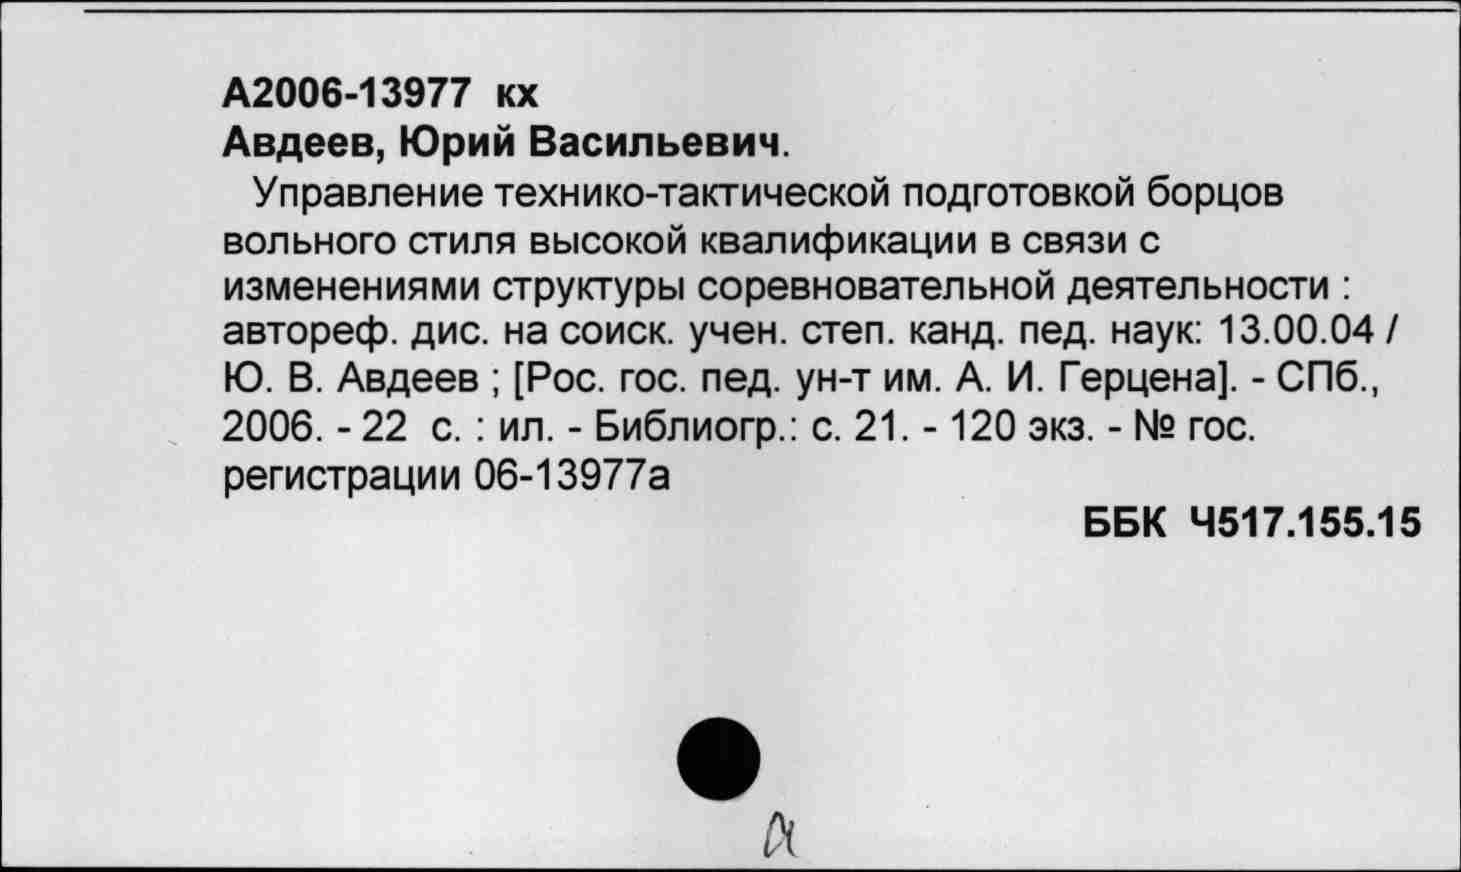 А2006-13977 кх
Авдеев, Юрий Васильевич.
Управление технико-тактической подготовкой борцов
вольного стиля высокой квалификации в связи с
изменениями структуры соревновательной деятельности :
автореф. дис. на соиск. учен. степ. канд. пед. наук: 13.00.04 /
Ю. В. Авдеев ; [Рос. гос. пед. ун-т им. А. И. Герцена]. - СПб.,
2006. - 22 с. : ил. - Библиогр.: с. 21. - 120 экз. - № гос.
регистрации 06-13977а
ББК Ч517.155.15